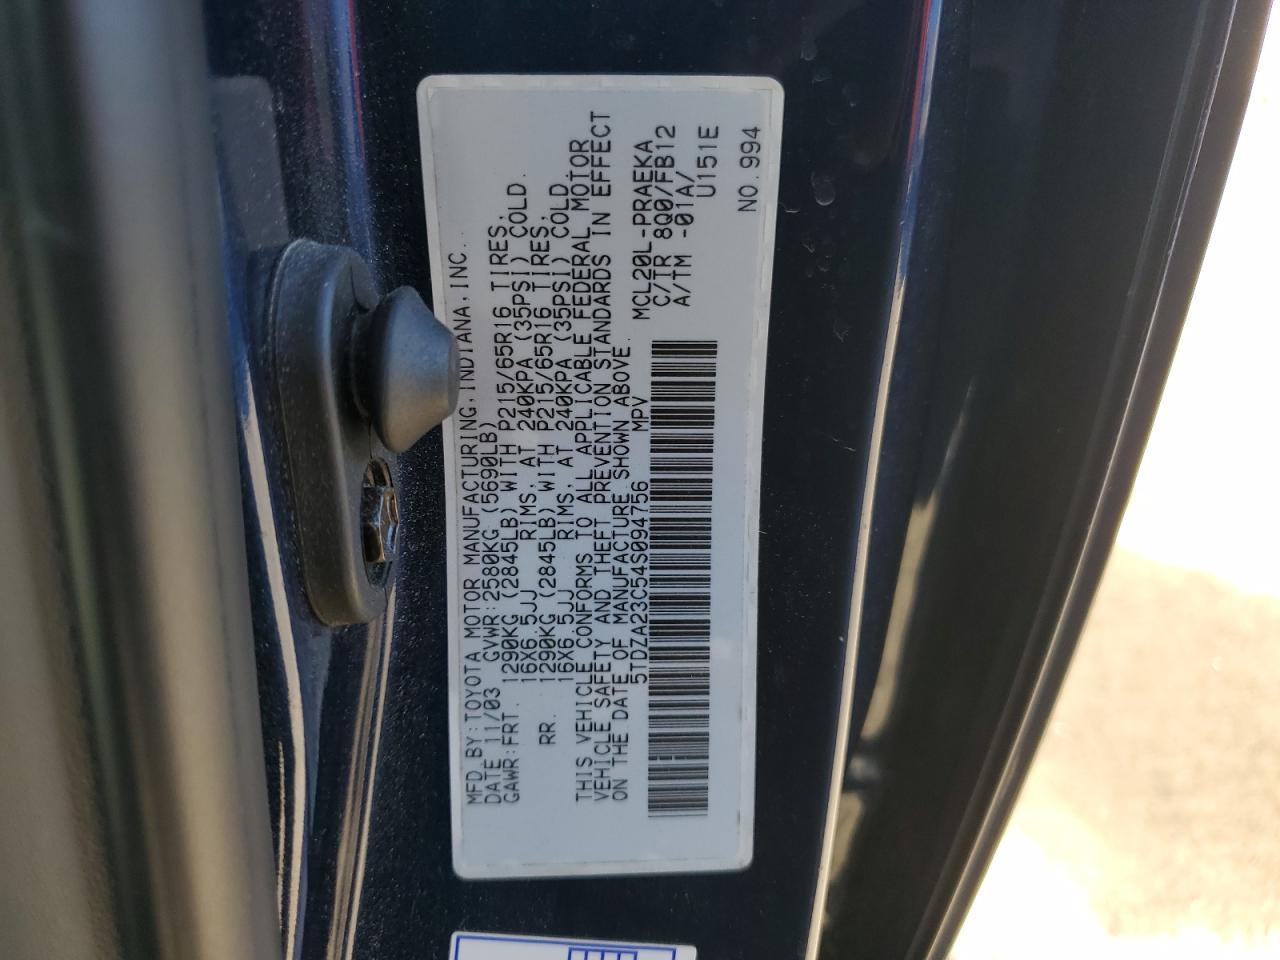 MFD.BY:TOYOTA MOTOR MANUFACTURING,INDIANA,INC.
DATE 11/03 GVWR:2580KG (5690LB)
GAWR:FRT. 1290KG (2845LB) WITH P215/65R16 TIRES,
16X6.5JJ RIMS, AT 240KPA (35PSI) COLD.
RR. 1290KG (2845LB) WITH P215/65R16 TIRES,
16X6.5JJ RIMS, AT 240KPA (35PSI) COLD.
THIS VEHICLE CONFORMS TO ALL APPLICABLE FEDERAL MOTOR
VEHICLE SAFETY AND THEFT PREVENTION STANDARDS IN EFFECT
ON THE DATE OF MANUFACTURE SHOWN ABOVE.
5TDZA23C54S094756 MPV
MCL20L-PRAEKA
C/TR 8Q0/FB12
A/TM -01A/
U151E
NO.994